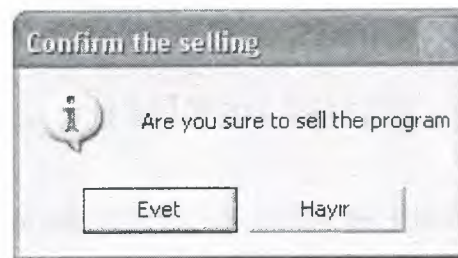 Confirm the selling
Are you sure to sell the program
Evet
Hayır